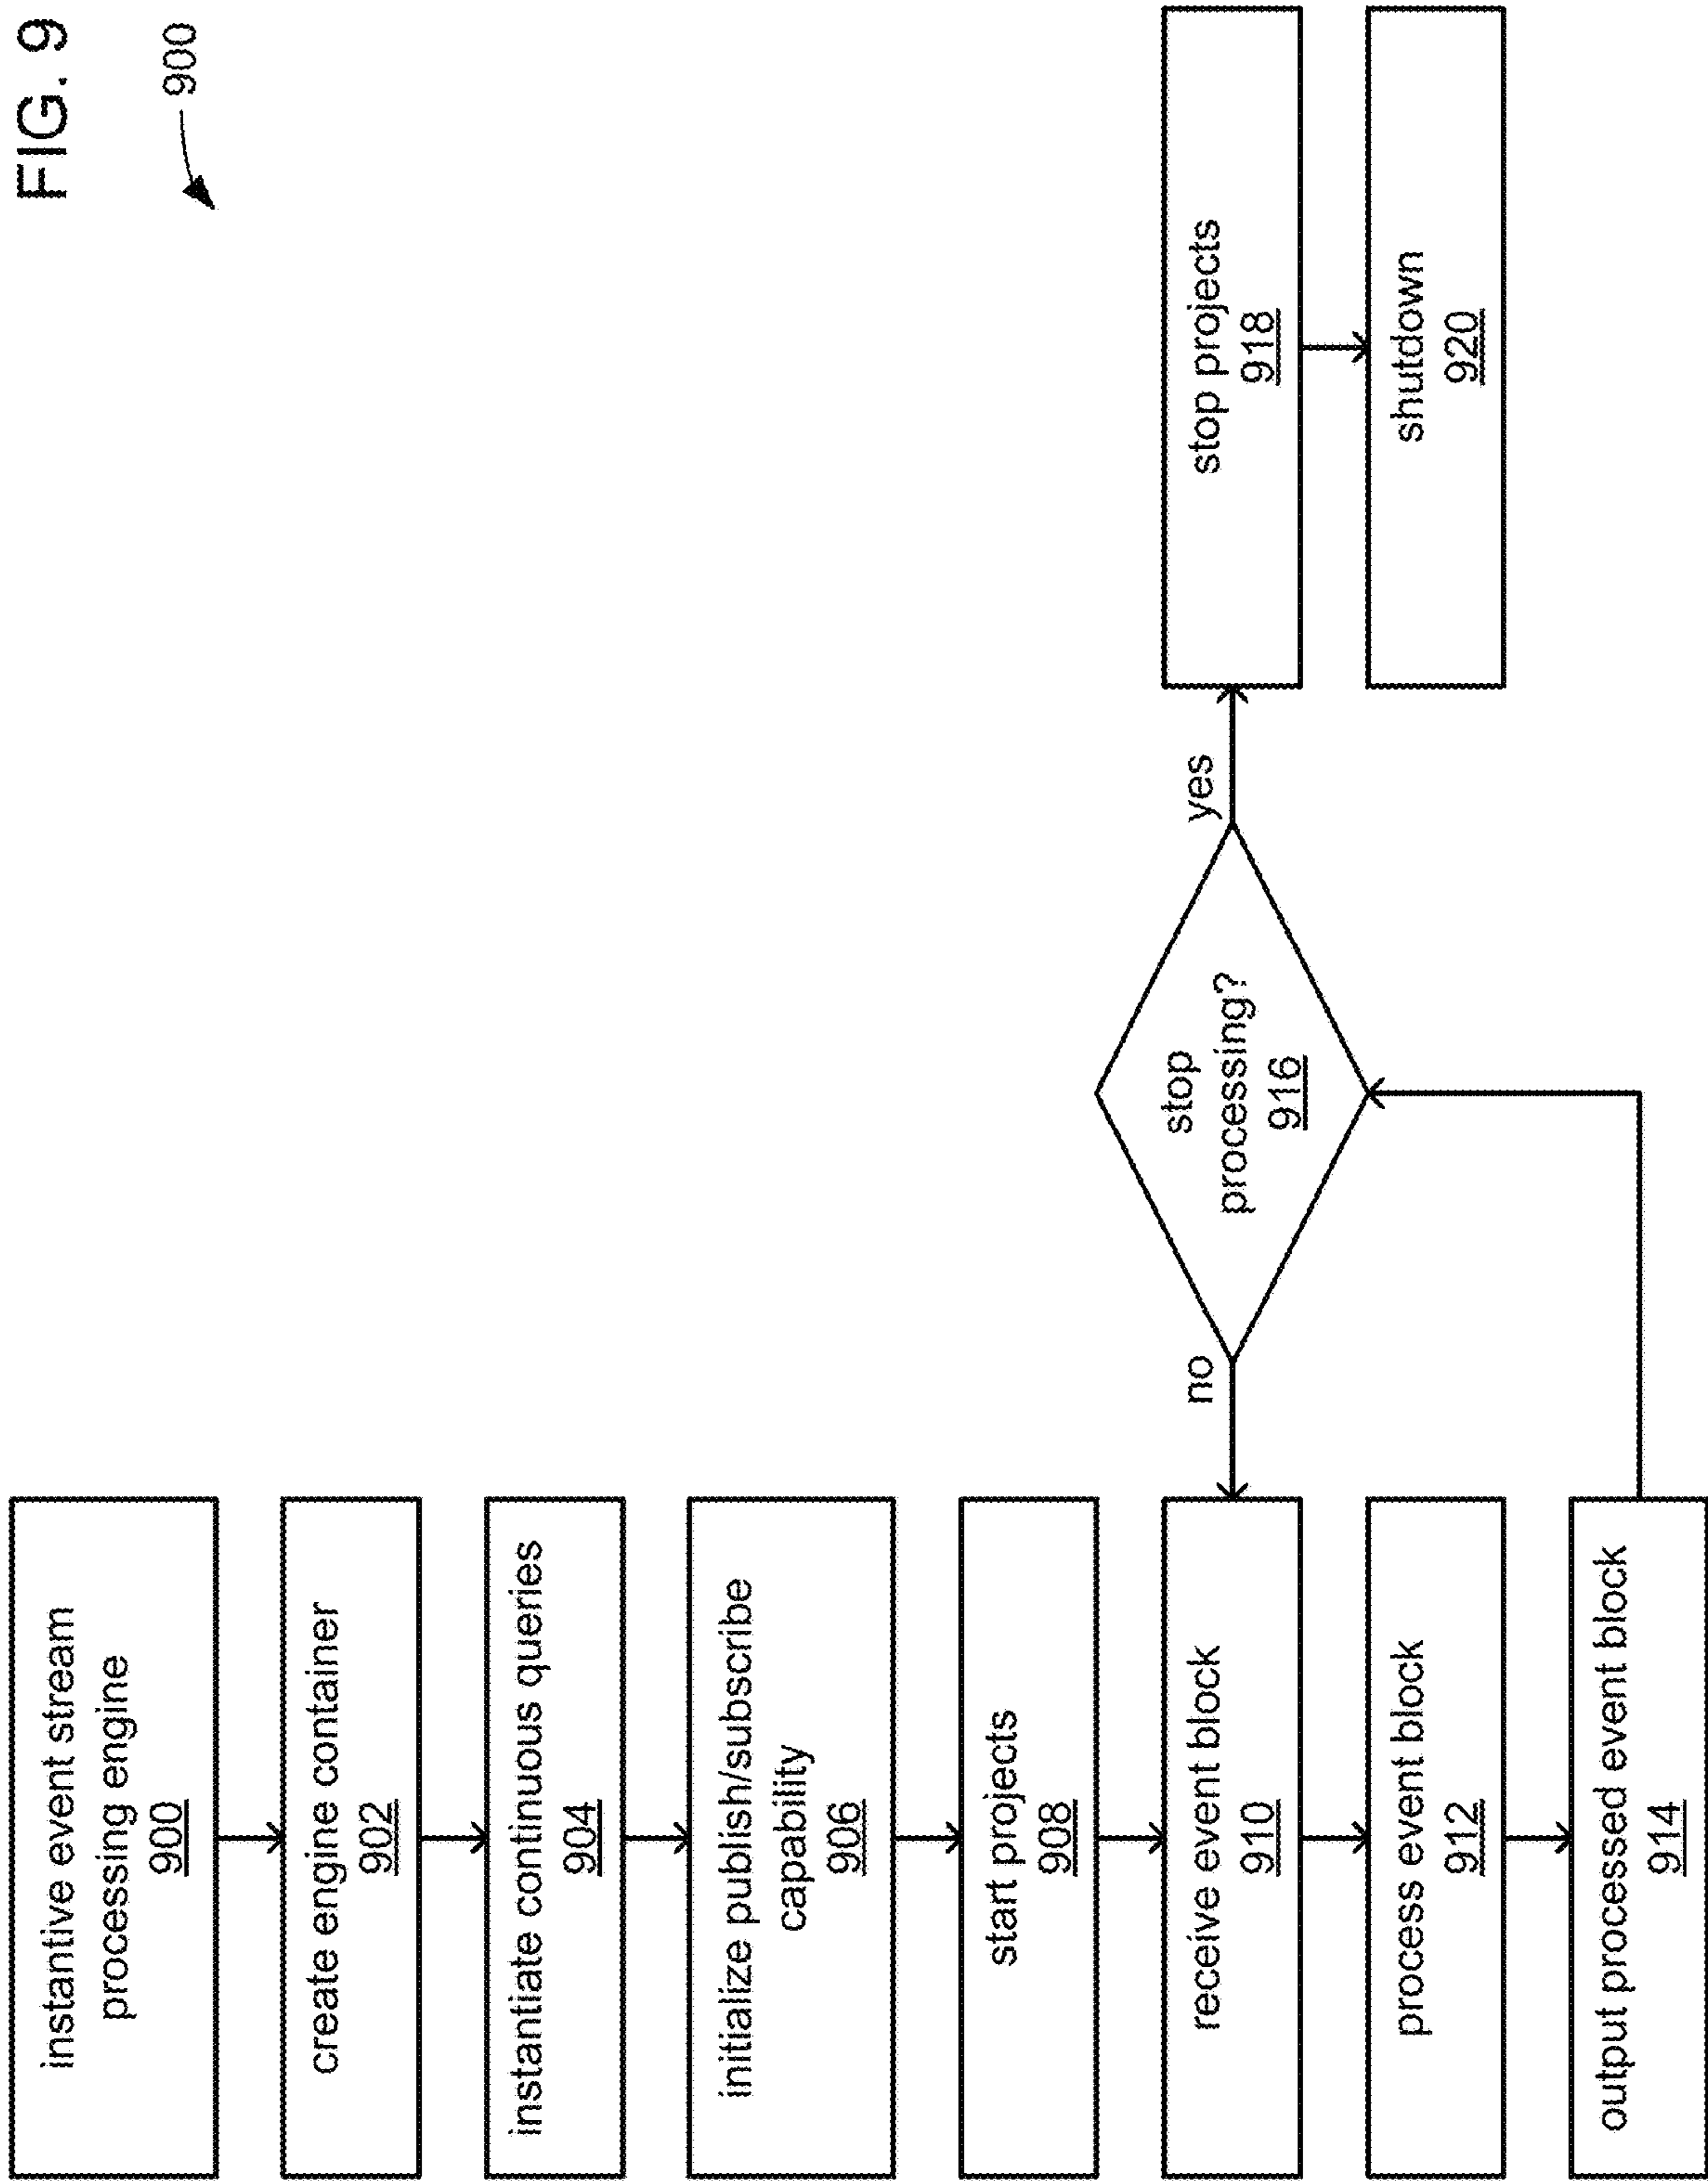 FIG. 9
900
instantive event stream
processing engine
900
create engine container
902
instantiate continuous queries
904
initialize publish/subscribe
capability
906
start projects
908
receive event block
910
process event block
912
output processed event block
914
no
stop
processing?
916
yes
stop projects
918
shutdown
920